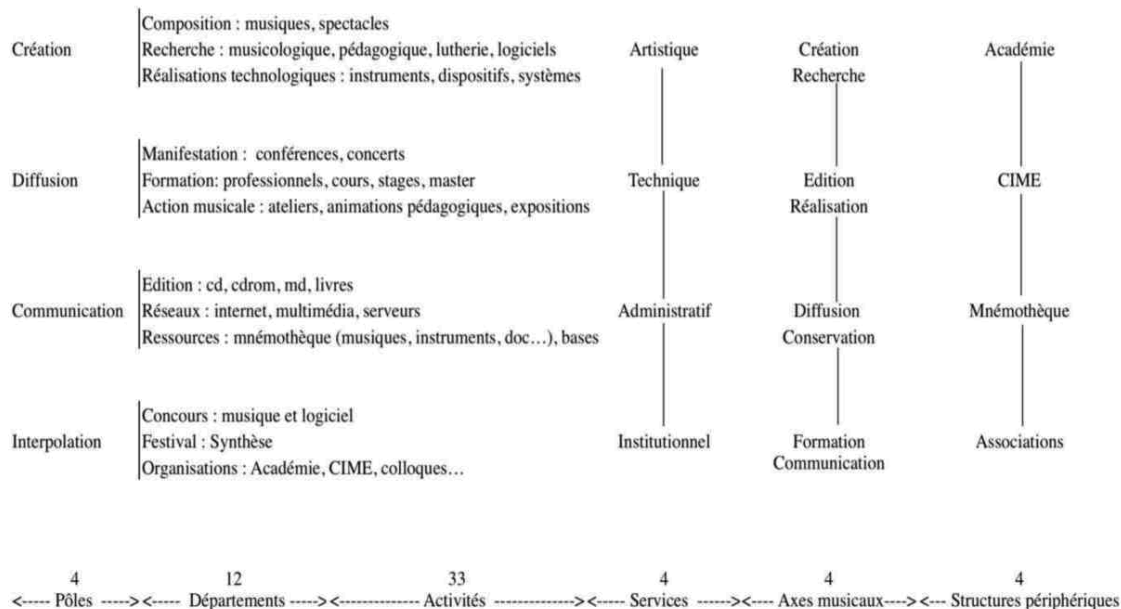 Composition : musiques, spectacles
Création Recherche : musicologique, pédagogique, lutherie, logiciels Artistique Création Académie
Réalisations technologiques : instruments, dispositifs, systèmes Recherche
Manifestation : conférences, concerts
Diffusion Formation: professionnels, cours, stages, master Technique Edition CIME
Action musicale : ateliers, animations pédagogiques, expositions Réalisation
Edition : cd, cdrom, md, livres
Communication Réseaux : internet, multimédia, serveurs Administratif Diffusion Mnémothèque
Ressources : mnémothèque (musiques, instruments, doc…), bases Conservation
Concours : musique et logiciel
Interpolation Festival : Synthèse Institutionnel Formation Associations
Organisations : Académie, CIME, colloques… Communication
4 12 33 4 4 4
<----- Pôles -----> <----- Départements -----> <------------- Activités -------------> <----- Services -----> <---- Axes musicaux----> <--- Structures périphériques